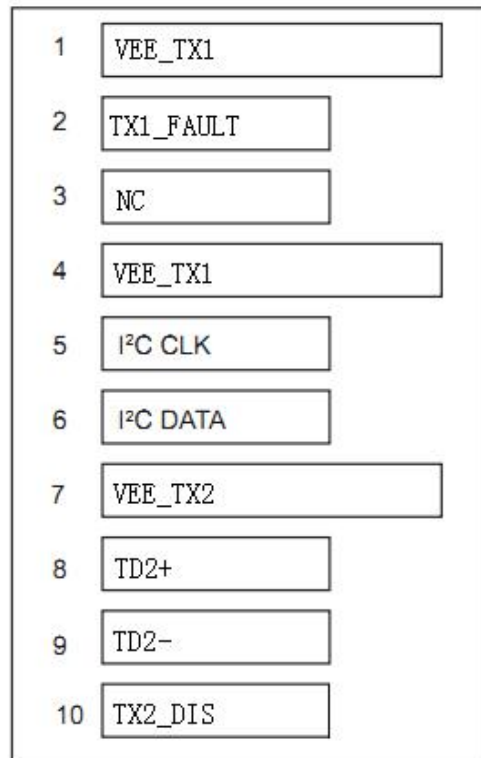 1 VEE_TX1
2 TX1_FAULT
3 NC
4 VEE_TX1
5 I²C CLK
6 I²C DATA
7 VEE_TX2
8 TD2+
9 TD2-
10 TX2_DIS